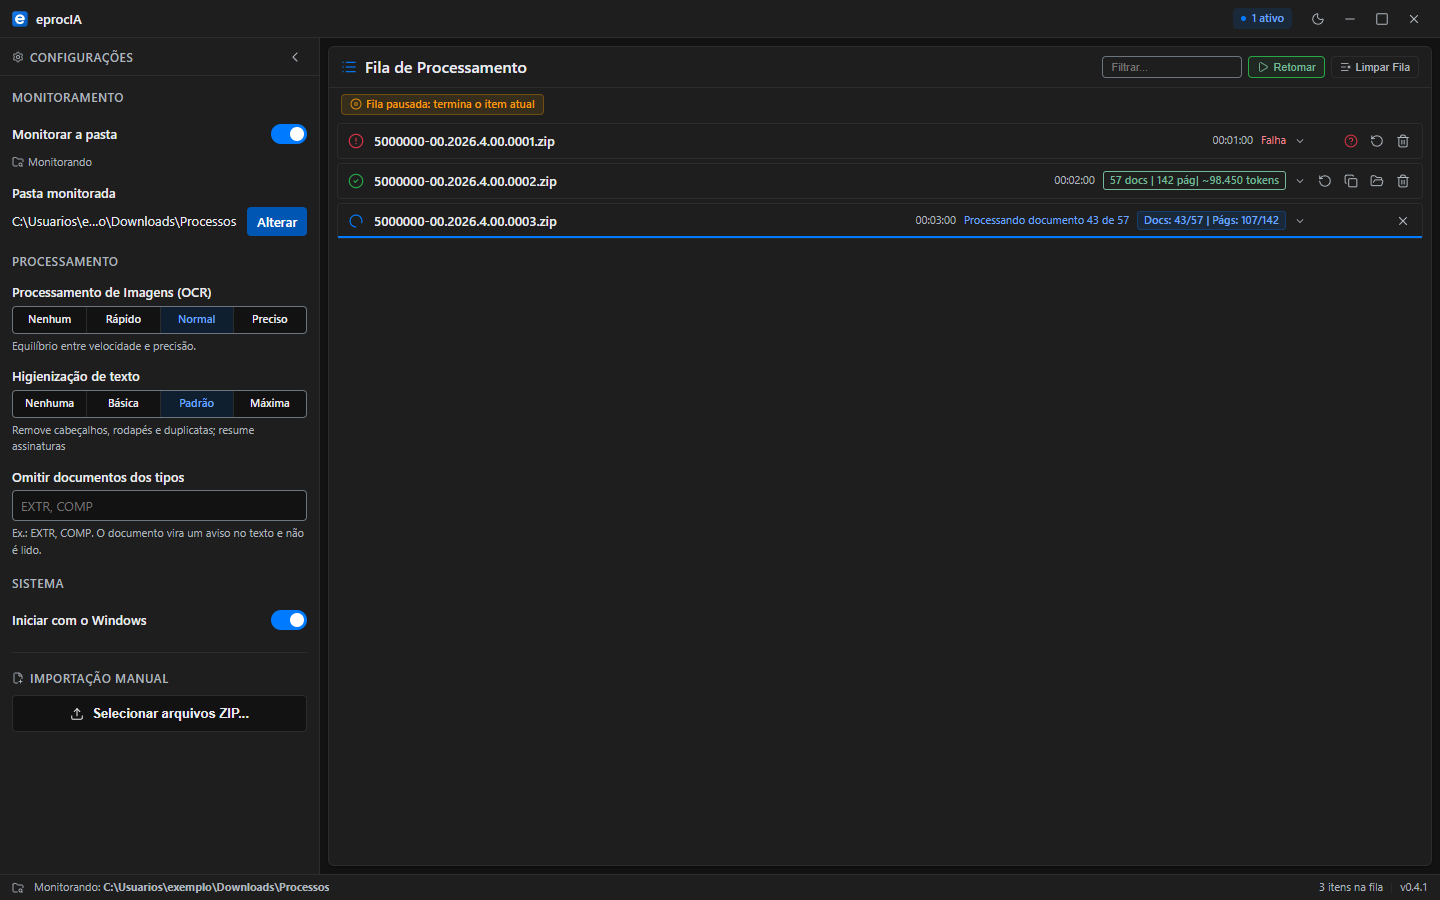 eprocIA
1 ativo
CONFIGURAÇÕES
MONITORAMENTO
Monitorar a pasta
Monitorando
Pasta monitorada
C:\Usuarios\e...o\Downloads\Processos
Alterar
PROCESSAMENTO
Processamento de Imagens (OCR)
Nenhum Rápido Normal Preciso
Equilíbrio entre velocidade e precisão.
Higienização de texto
Nenhuma Básica Padrão Máxima
Remove cabeçalhos, rodapés e duplicatas; resume
assinaturas
Omitir documentos dos tipos
EXTR, COMP
Ex.: EXTR, COMP. O documento vira um aviso no texto e não
é lido.
SISTEMA
Iniciar com o Windows
IMPORTAÇÃO MANUAL
Selecionar arquivos ZIP...
Fila de Processamento
Filtrar...
Retomar
Limpar Fila
Fila pausada: termina o item atual
5000000-00.2026.4.00.0001.zip 00:01:00 Falha
5000000-00.2026.4.00.0002.zip 00:02:00 57 docs | 142 pág| ~98.450 tokens
5000000-00.2026.4.00.0003.zip 00:03:00 Processando documento 43 de 57 Docs: 43/57 | Págs: 107/142
Monitorando: C:\Usuarios\exemplo\Downloads\Processos
3 itens na fila
v0.4.1